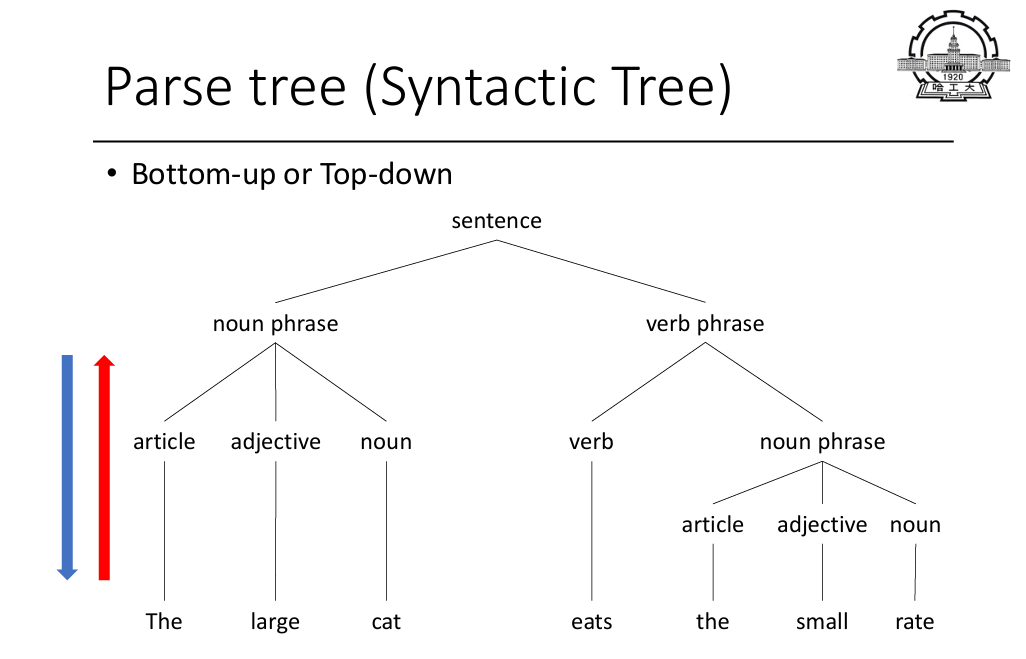 Parse tree (Syntactic Tree)
1920
哈工大
• Bottom-up or Top-down
sentence
noun phrase verb phrase
article adjective noun verb noun phrase
article adjective noun
The large cat eats the small rate